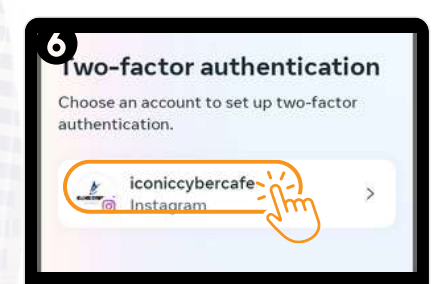 6
Two-factor authentication
Choose an account to set up two-factor
authentication.
iconiccybercafe
Instagram